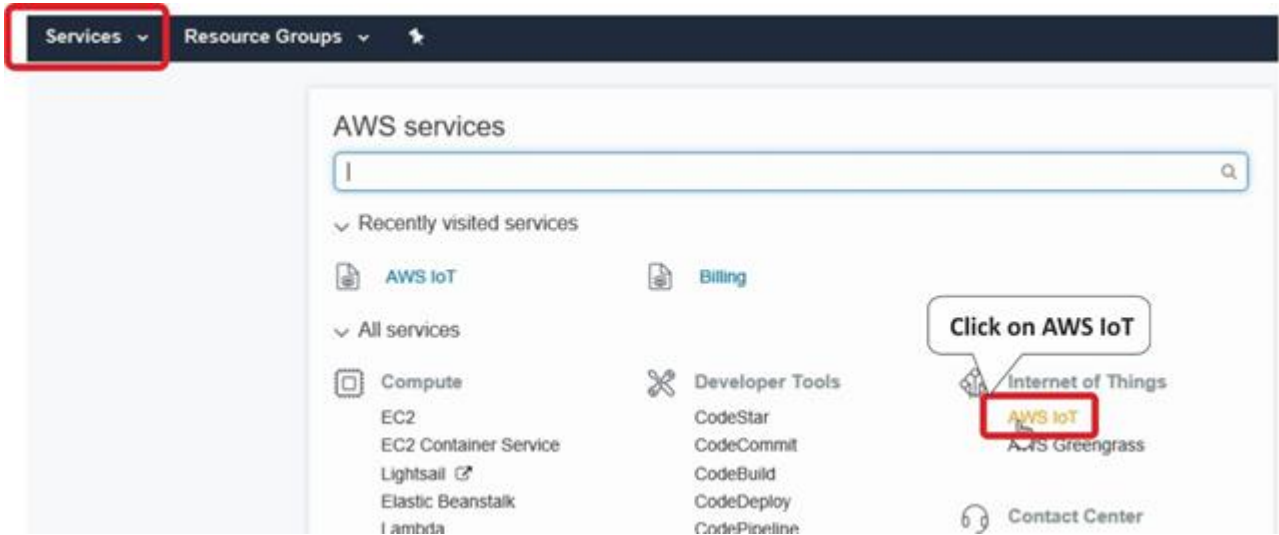 Services Resource Groups
AWS services
Recently visited services
AWS IoT Billing
All services
Click on AWS IoT
Compute Developer Tools Internet of Things
EC2 CodeStar AWS IoT
EC2 Container Service CodeCommit AWS Greengrass
Lightsail CodeBuild
Elastic Beanstalk CodeDeploy
Contact Center
Lambda CodePipeline